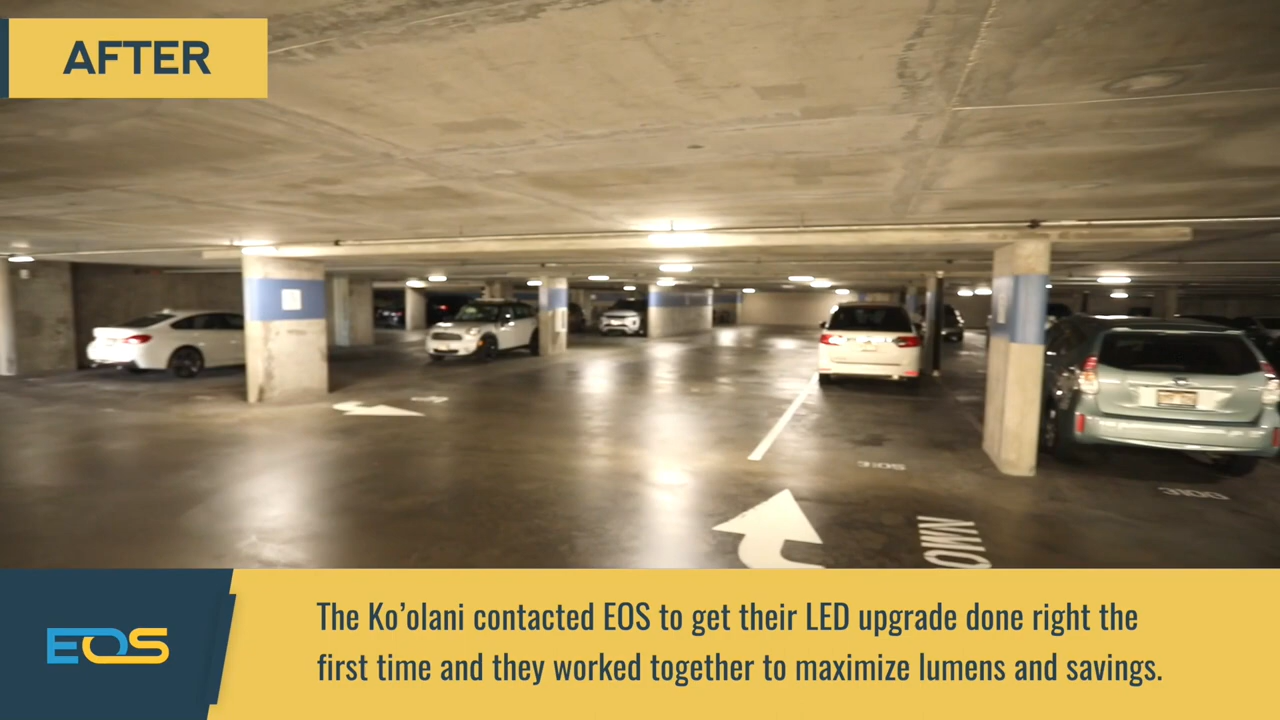 AFTER
EOS
The Ko’olani contacted EOS to get their LED upgrade done right the
first time and they worked together to maximize lumens and savings.